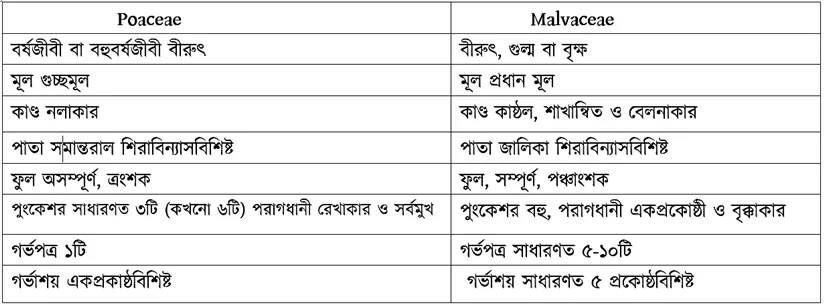 Poaceae Malvaceae
বর্ষজীবী বা বহুবর্ষজীবী বীরুৎ বীরুৎ, গুল্ম বা বৃক্ষ
মূল গুচ্ছমূল মূল প্রধান মূল
কাণ্ড নলাকার কাণ্ড কাষ্ঠল, শাখান্বিত ও বেলনাকার
পাতা সমান্তরাল শিরাবিন্যাসবিশিষ্ট পাতা জালিকা শিরাবিন্যাসবিশিষ্ট
ফুল অসম্পূর্ণ, ত্রংশক ফুল, সম্পূর্ণ, পঞ্চাংশক
পুংকেশর সাধারণত ৩টি (কখনো ৬টি) পরাগধানী রেখাকার ও সর্বমুখ পুংকেশর বহু, পরাগধানী একপ্রকোষ্ঠী ও বৃক্কাকার
গর্ভপত্র ১টি গর্ভপত্র সাধারণত ৫-১০টি
গর্ভাশয় একপ্রকাষ্ঠবিশিষ্ট গর্ভাশয় সাধারণত ৫ প্রকোষ্ঠবিশিষ্ট